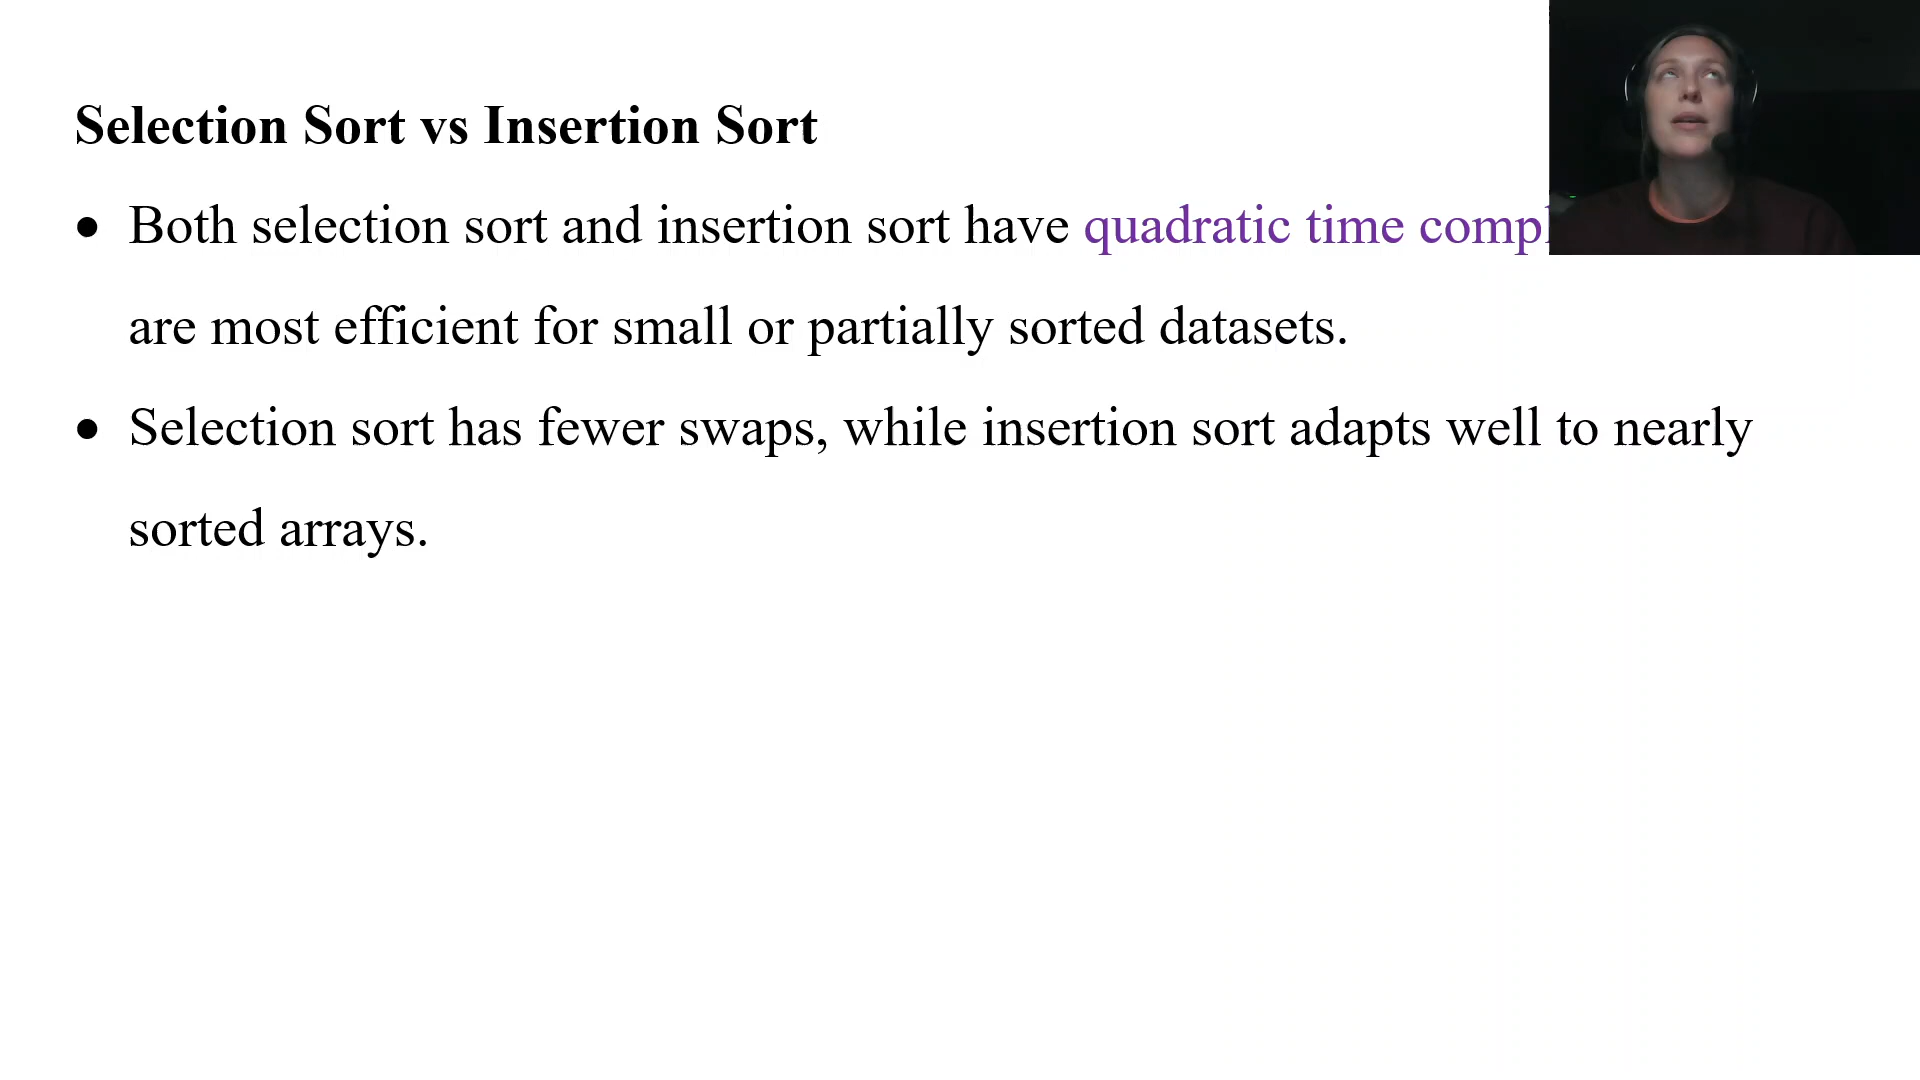 Selection Sort vs Insertion Sort
• Both selection sort and insertion sort have quadratic time
are most efficient for small or partially sorted datasets.
• Selection sort has fewer swaps, while insertion sort adapts well to nearly
sorted arrays.